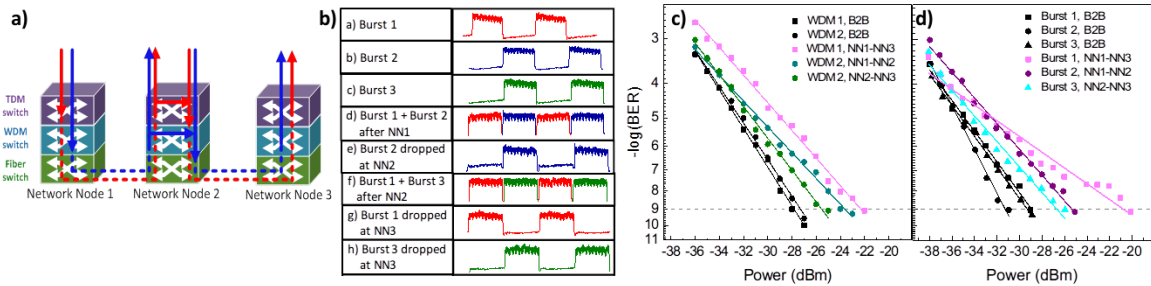 a)
TDM
switch
WDM
switch
Fiber
switch
Network Node 1
Network Node 2
Network Node 3
b)
a) Burst 1
b) Burst 2
c) Burst 3
d) Burst 1 + Burst 2
after NN1
e) Burst 2 dropped
at NN2
f) Burst 1 + Burst 3
after NN2
g) Burst 1 dropped
at NN3
h) Burst 3 dropped
at NN3
c)
WDM 1, B2B
WDM 2, B2B
WDM 1, NN1-NN3
WDM 2, NN1-NN2
WDM 2, NN2-NN3
-log(BER)
3
4
5
6
7
8
9
10
11
-38 -36 -34 -32 -30 -28 -26 -24 -22 -20
Power (dBm)
d)
Burst 1, B2B
Burst 2, B2B
Burst 3, B2B
Burst 1, NN1-NN3
Burst 2, NN1-NN2
Burst 3, NN2-NN3
-38 -36 -34 -32 -30 -28 -26 -24 -22 -20
Power (dBm)